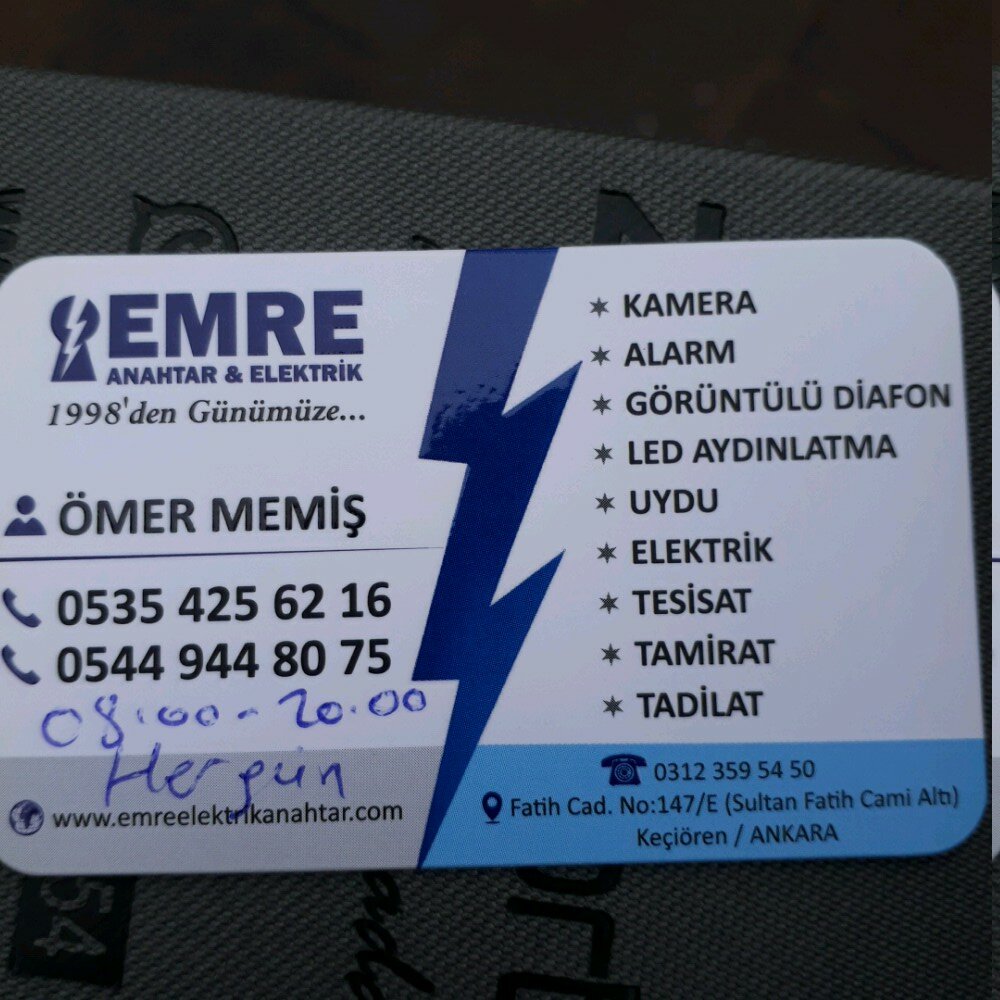 EMRE
ANAHTAR & ELEKTRİK
1998'den Günümüze...
ÖMER MEMİŞ
0535 425 62 16
0544 944 80 75
08:00 - 20.00
Hergün
www.emreelektrikanahtar.com
KAMERA
ALARM
GÖRÜNTÜLÜ DİAFON
LED AYDINLATMA
UYDU
ELEKTRİK
TESİSAT
TAMİRAT
TADİLAT
0312 359 54 50
Fatih Cad. No:147/E (Sultan Fatih Cami Altı)
Keçiören / ANKARA
54